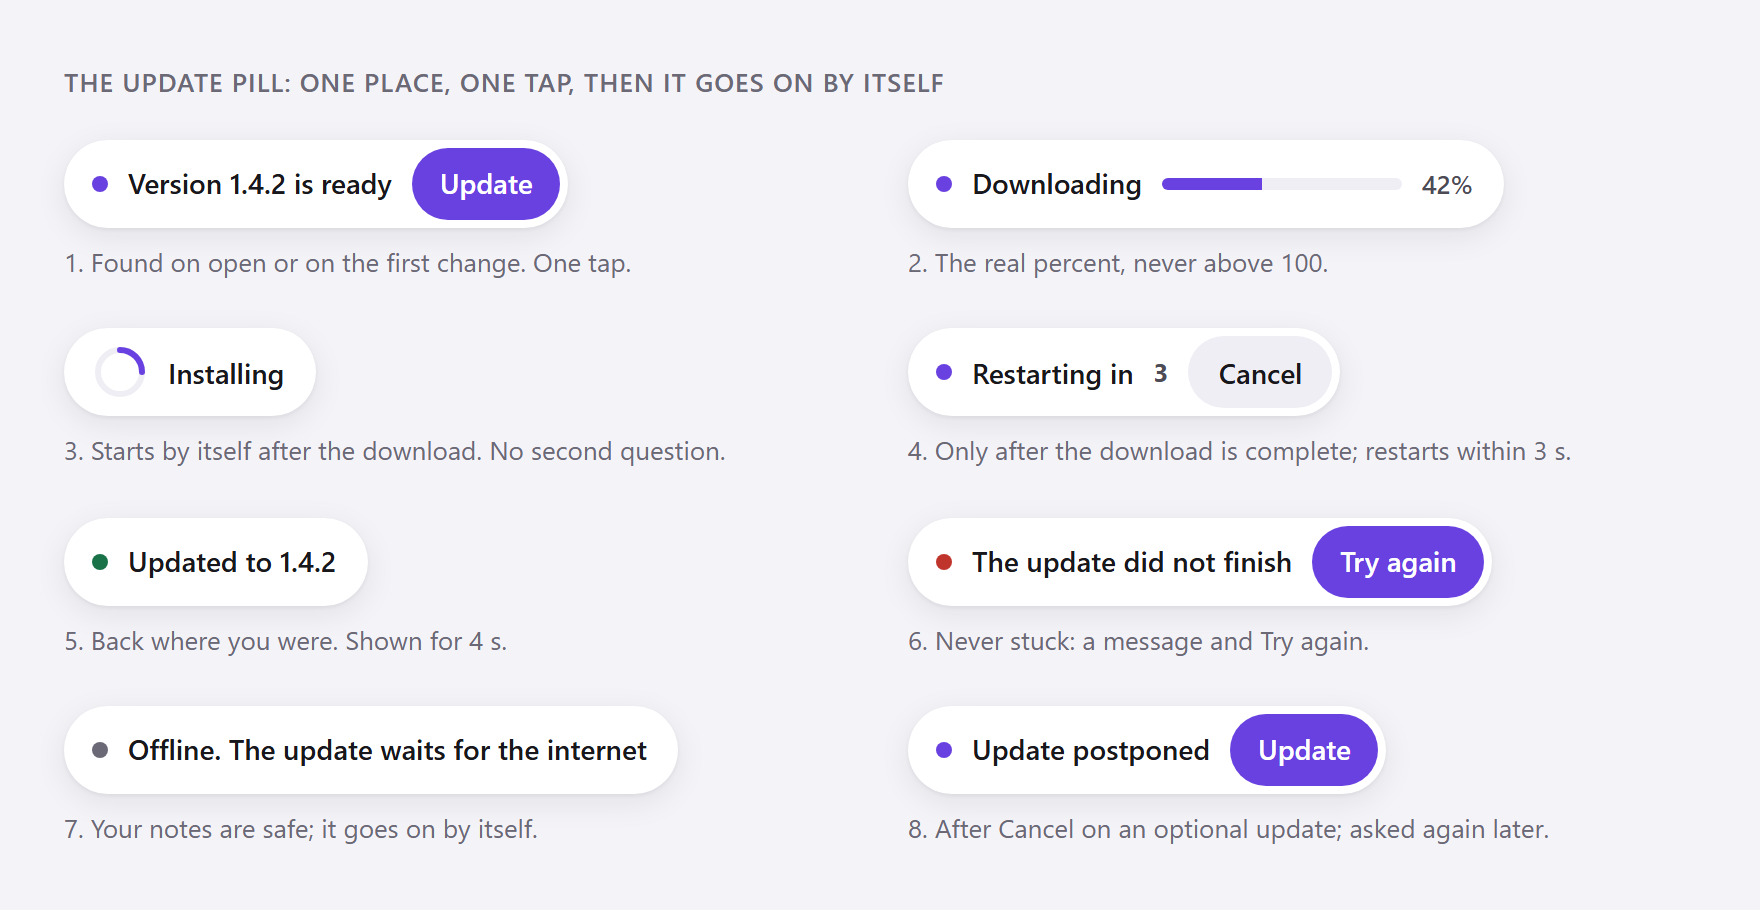 THE UPDATE PILL: ONE PLACE, ONE TAP, THEN IT GOES ON BY ITSELF
Version 1.4.2 is ready Update
1. Found on open or on the first change. One tap.
Downloading 42%
2. The real percent, never above 100.
Installing
3. Starts by itself after the download. No second question.
Restarting in 3 Cancel
4. Only after the download is complete; restarts within 3 s.
Updated to 1.4.2
5. Back where you were. Shown for 4 s.
The update did not finish Try again
6. Never stuck: a message and Try again.
Offline. The update waits for the internet
7. Your notes are safe; it goes on by itself.
Update postponed Update
8. After Cancel on an optional update; asked again later.